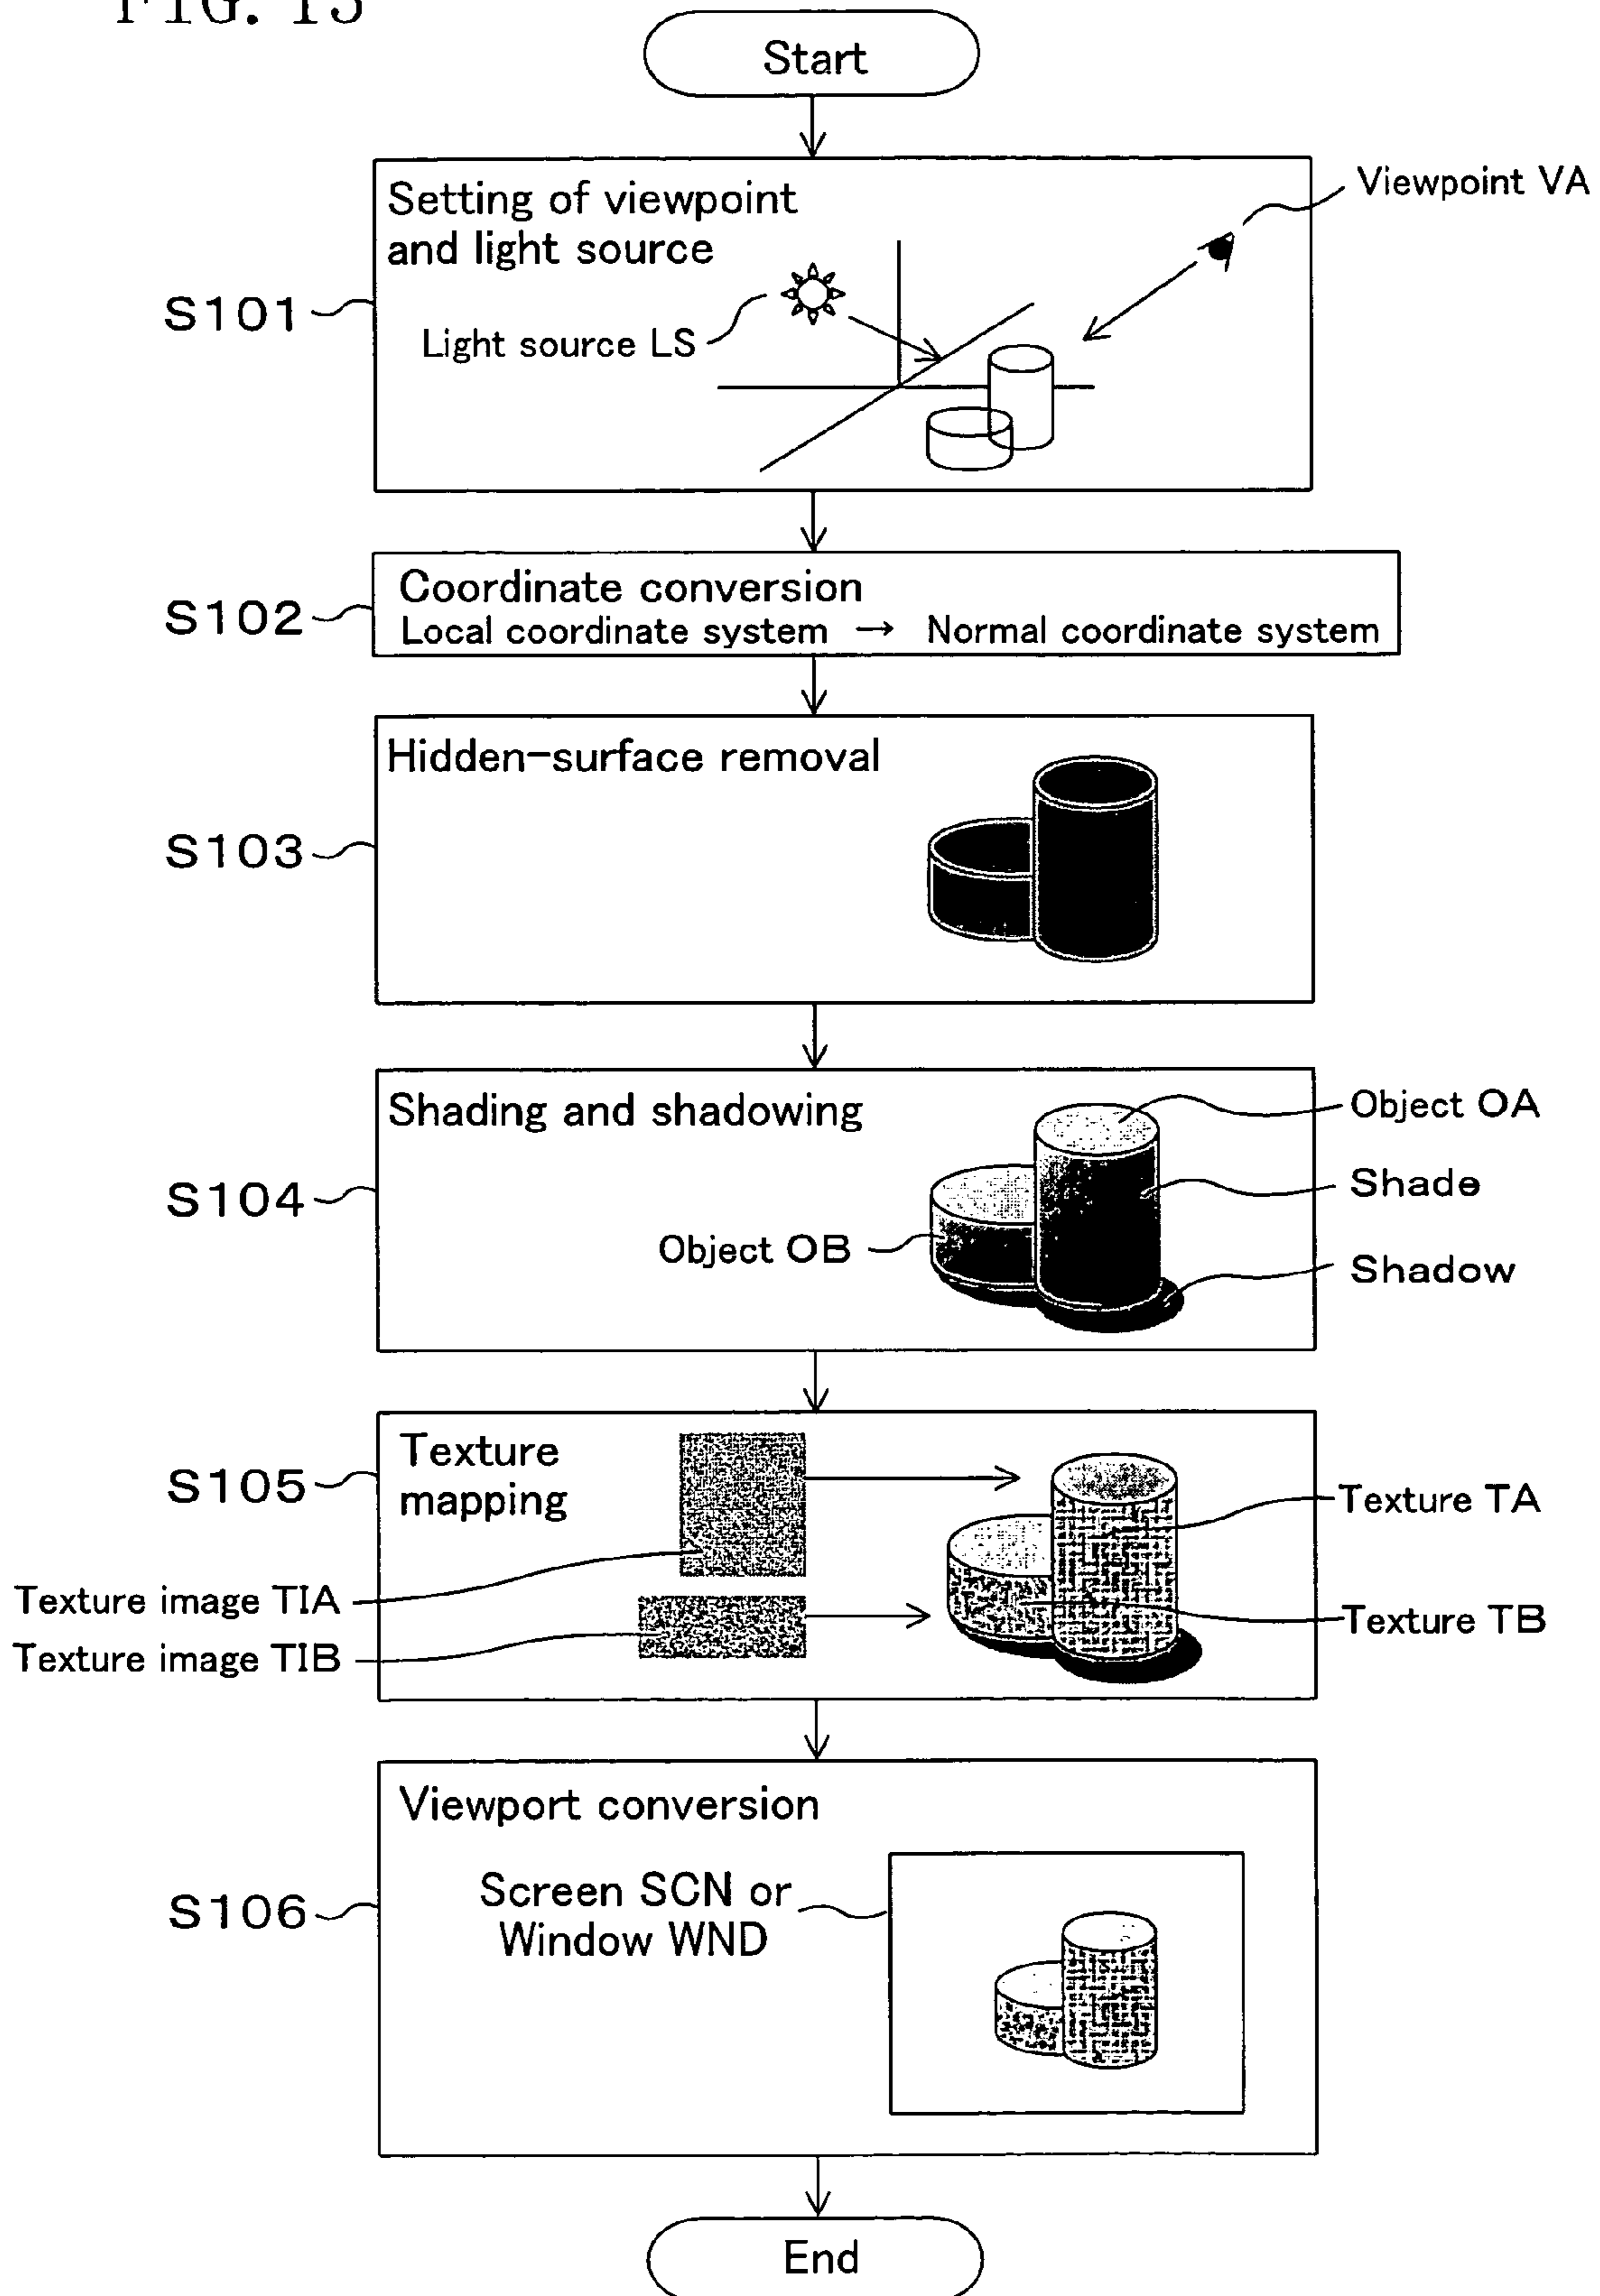 FIG. 15
Start
Setting of viewpoint
and light source
Viewpoint VA
S101
Light source LS
S102
Coordinate conversion
Local coordinate system → Normal coordinate system
Hidden-surface removal
S103
Shading and shadowing
Object OA
Shade
S104
Object OB
Shadow
Texture
mapping
S105
Texture TA
Texture image TIA
Texture TB
Texture image TIB
Viewport conversion
Screen SCN or
Window WND
S106
End